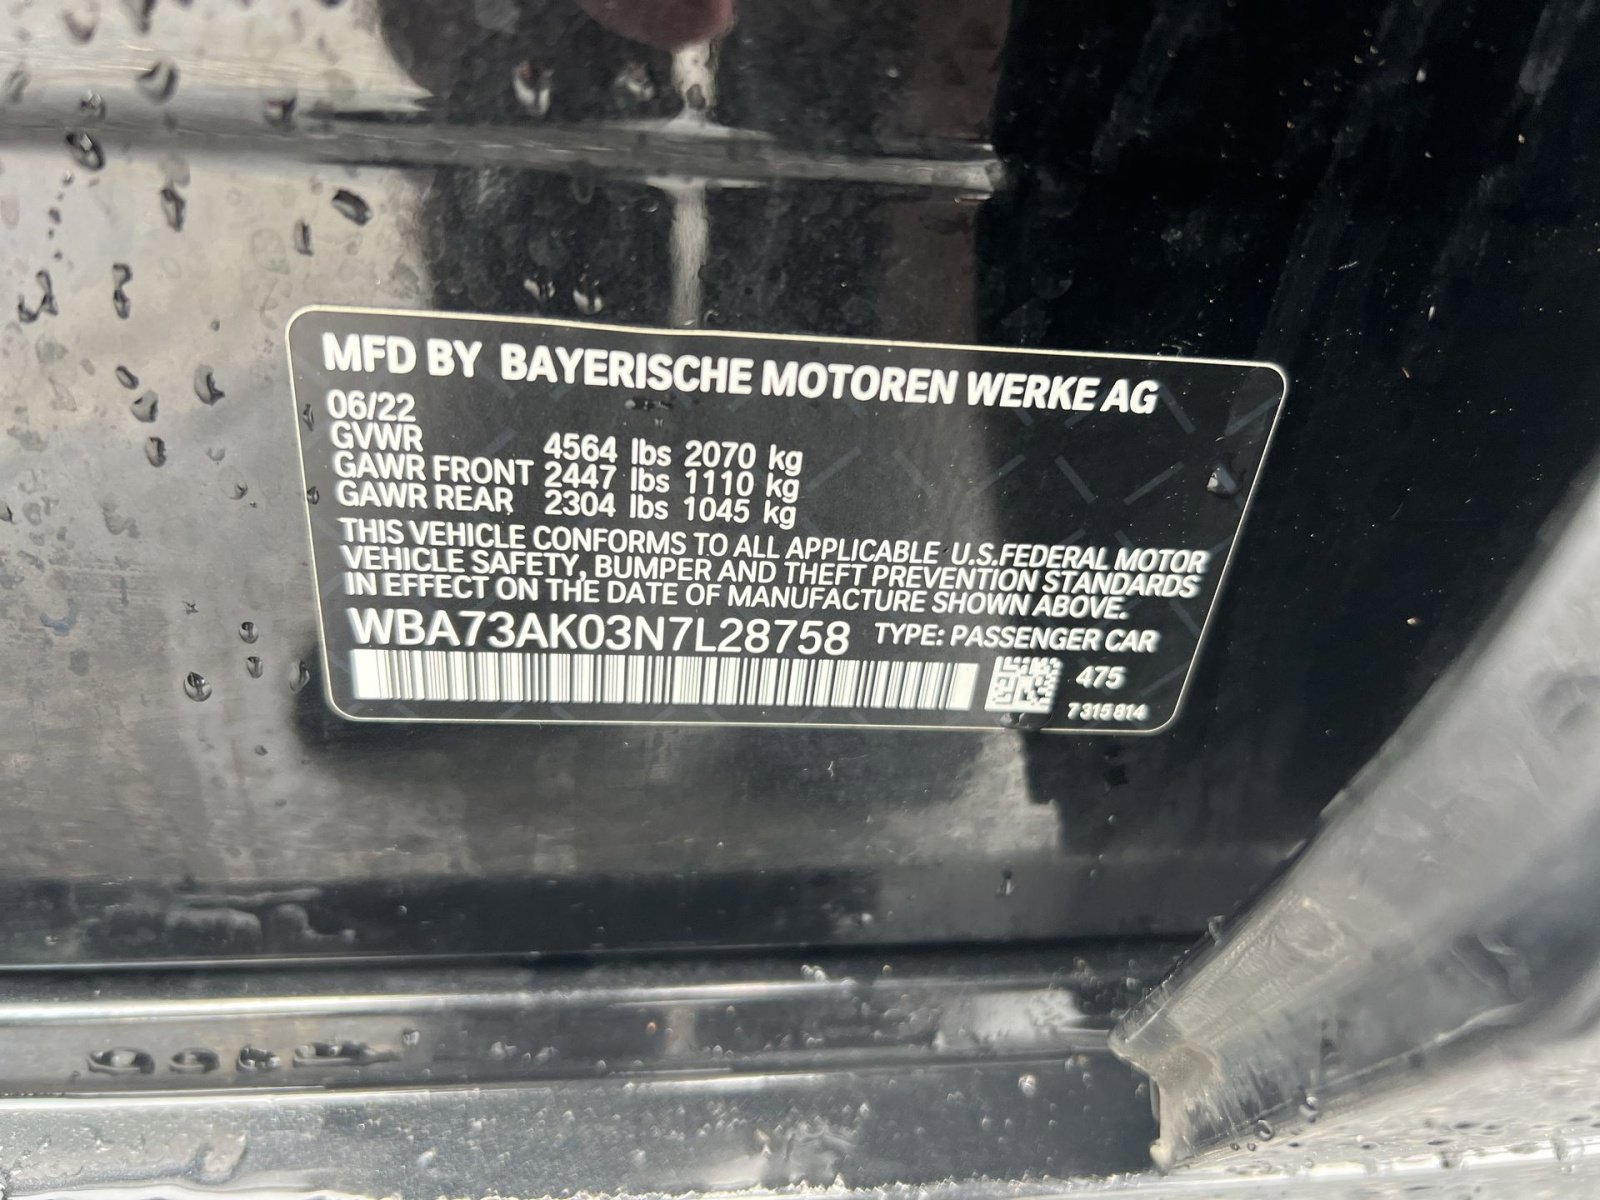 MFD BY BAYERISCHE MOTOREN WERKE AG
06/22
GVWR 4564 lbs 2070 kg
GAWR FRONT 2447 lbs 1110 kg
GAWR REAR 2304 lbs 1045 kg
THIS VEHICLE CONFORMS TO ALL APPLICABLE U.S.FEDERAL MOTOR
VEHICLE SAFETY, BUMPER AND THEFT PREVENTION STANDARDS
IN EFFECT ON THE DATE OF MANUFACTURE SHOWN ABOVE.
WBA73AK03N7L28758 TYPE: PASSENGER CAR
475
7 315 814